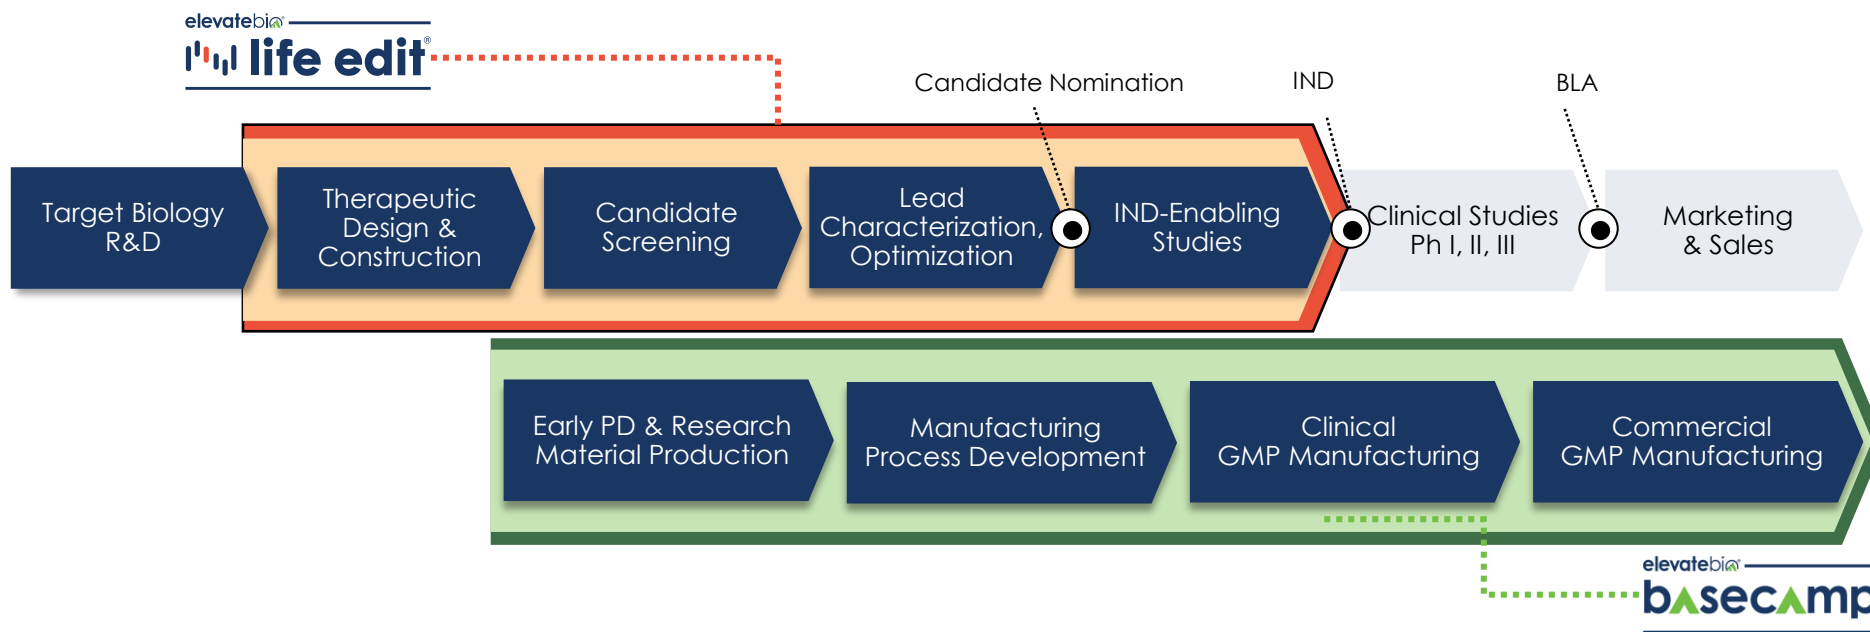 elevatebio
life edit®
Candidate Nomination
IND
BLA
Target Biology
R&D
Therapeutic
Design &
Construction
Candidate
Screening
Lead
Characterization,
Optimization
IND-Enabling
Studies
Clinical Studies
Ph I, II, III
Marketing
& Sales
Early PD & Research
Material Production
Manufacturing
Process Development
Clinical
GMP Manufacturing
Commercial
GMP Manufacturing
elevatebio
basecamp